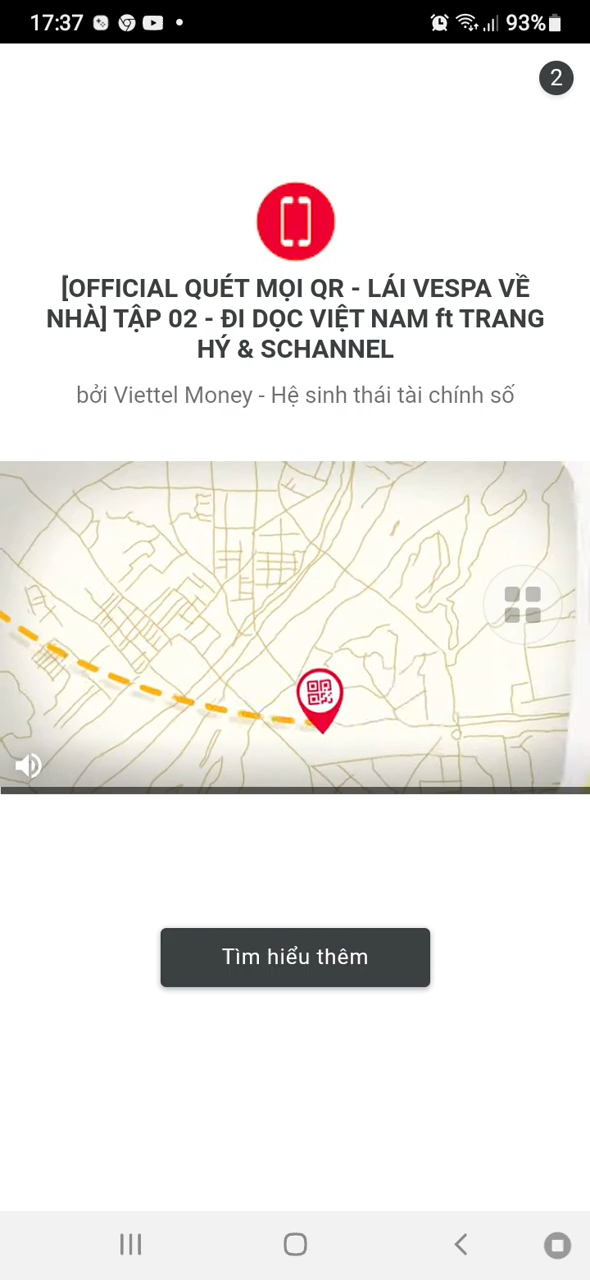 17:37
93%
2
[OFFICIAL QUÉT MỌI QR - LÁI VESPA VỀ
NHÀ] TẬP 02 - ĐI DỌC VIỆT NAM ft TRANG
HÝ & SCHANNEL
bởi Viettel Money - Hệ sinh thái tài chính số
Tìm hiểu thêm